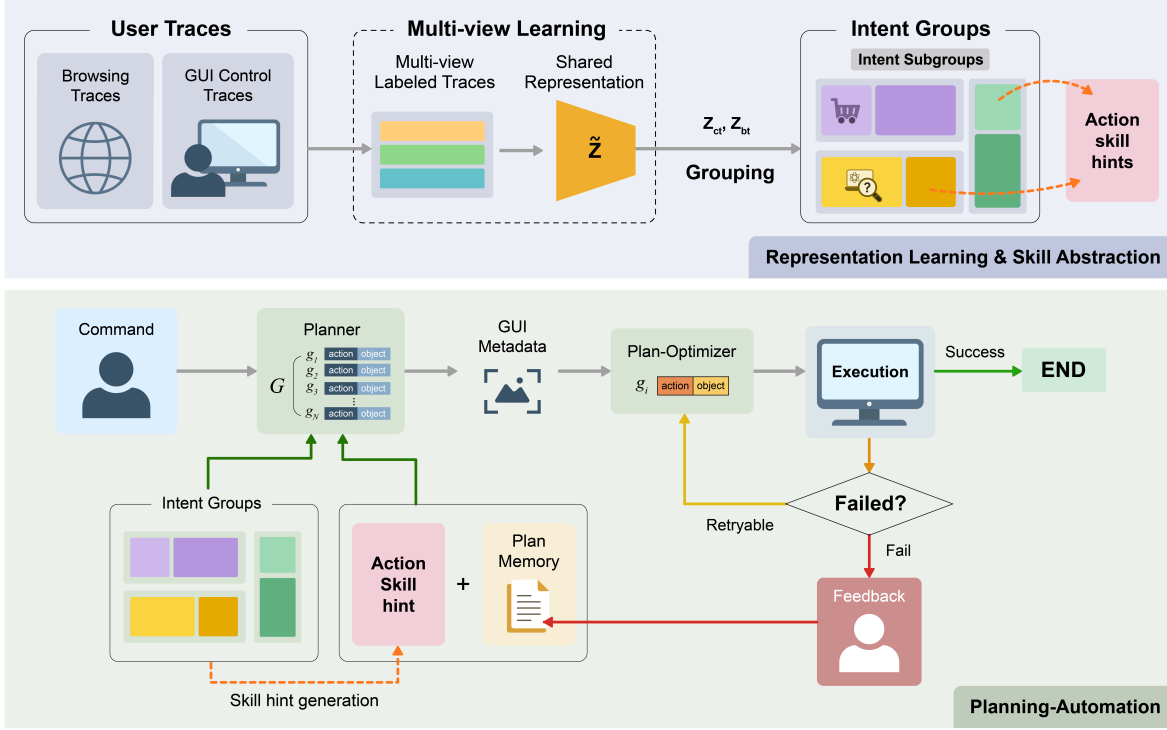 User Traces
Browsing
Traces
GUI Control
Traces
Multi-view Learning
Multi-view
Labeled Traces
Shared
Representation
Z̃
Zct, Zbt
Grouping
Intent Groups
Intent Subgroups
?
Action
skill
hints
Representation Learning & Skill Abstraction
Command
Planner
G
g1 action object
g2 action object
g3 action object
⋮
gN action object
GUI
Metadata
Plan-Optimizer
gi action object
Execution
Success
END
Failed?
Retryable
Fail
Feedback
Intent Groups
Action
Skill
hint
+
Plan
Memory
Skill hint generation
Planning-Automation